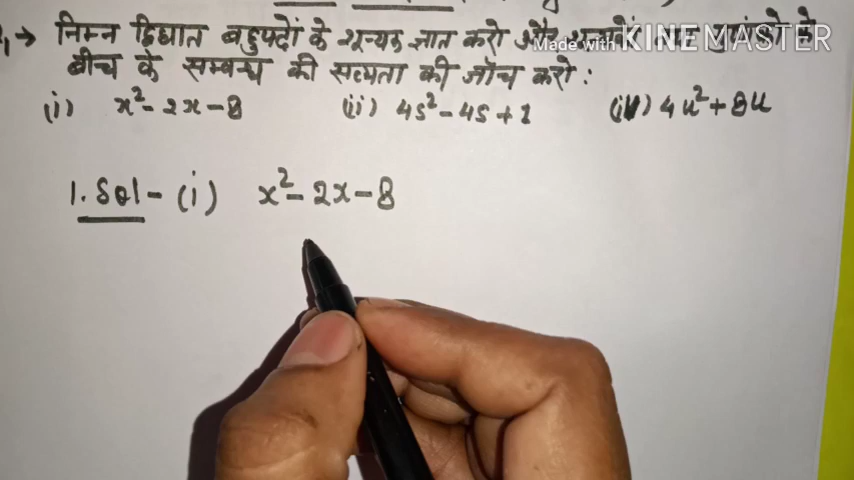 निम्न द्विघात बहुपदों के शून्यक ज्ञात करो और
Made with KINEMASTER
बीच के सम्बन्ध की सत्यता की जॉच करो :
(i) x²- 2x - 8 (ii) 4s² - 4s + 1 (iv) 4u² + 8u
1. Sol - (i) x² - 2x - 8